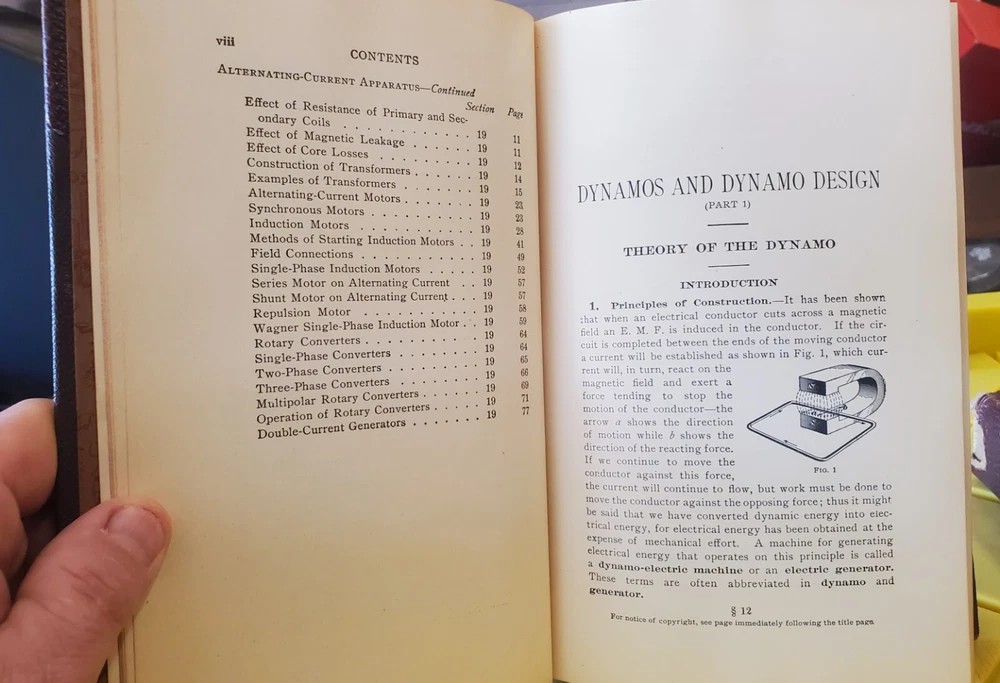 viii
CONTENTS
ALTERNATING-CURRENT APPARATUS—Continued
Section Page
Effect of Resistance of Primary and Sec-
ondary Coils . . . . . . . . . . . 19 11
Effect of Magnetic Leakage . . . . . . 19 11
Effect of Core Losses . . . . . . . . 19 12
Construction of Transformers . . . . . 19 14
Examples of Transformers . . . . . . 19 15
Alternating-Current Motors . . . . . . 19 23
Synchronous Motors . . . . . . . . 19 23
Induction Motors . . . . . . . . . 19 28
Methods of Starting Induction Motors . . 19 41
Field Connections . . . . . . . . . 19 49
Single-Phase Induction Motors . . . . 19 52
Series Motor on Alternating Current . . 19 57
Shunt Motor on Alternating Current . . . 19 57
Repulsion Motor . . . . . . . . . 19 58
Wagner Single-Phase Induction Motor . . 19 59
Rotary Converters . . . . . . . . . 19 64
Single-Phase Converters . . . . . . . 19 64
Two-Phase Converters . . . . . . . 19 65
Three-Phase Converters . . . . . . . 19 66
Multipolar Rotary Converters . . . . . 19 69
Operation of Rotary Converters . . . . . 19 71
Double-Current Generators . . . . . . . 19 77
DYNAMOS AND DYNAMO DESIGN
(PART 1)
THEORY OF THE DYNAMO
INTRODUCTION
1. Principles of Construction.—It has been shown
that when an electrical conductor cuts across a magnetic
field an E. M. F. is induced in the conductor. If the cir-
cuit is completed between the ends of the moving conductor
a current will be established as shown in Fig. 1, which cur-
rent will, in turn, react on the
magnetic field and exert a
force tending to stop the
motion of the conductor—the
arrow a shows the direction
of motion while b shows the
direction of the reacting force.
If we continue to move the
conductor against this force,
FIG. 1
the current will continue to flow, but work must be done to
move the conductor against the opposing force; thus it might
be said that we have converted dynamic energy into elec-
trical energy, for electrical energy has been obtained at the
expense of mechanical effort. A machine for generating
electrical energy that operates on this principle is called
a dynamo-electric machine or an electric generator.
These terms are often abbreviated in dynamo and
generator.
§ 12
For notice of copyright, see page immediately following the title page